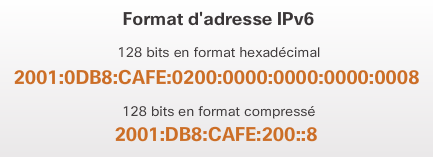 Format d'adresse IPv6
128 bits en format hexadécimal
2001:0DB8:CAFE:0200:0000:0000:0000:0008
128 bits en format compressé
2001:DB8:CAFE:200::8